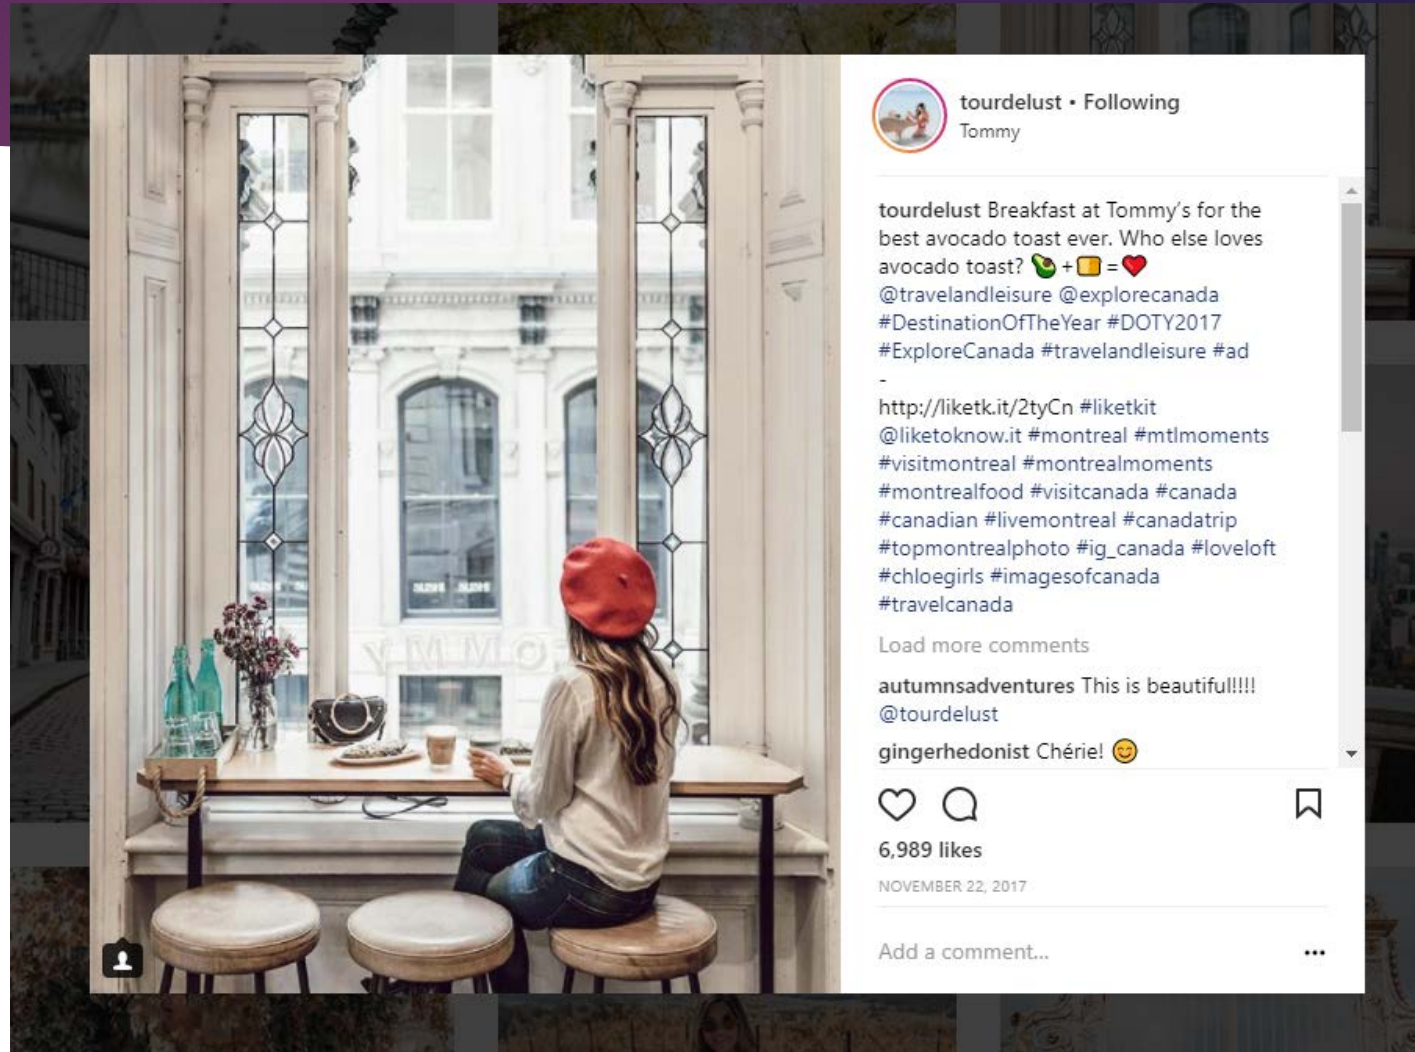 tourdelust • Following
Tommy
tourdelust Breakfast at Tommy's for the
best avocado toast ever. Who else loves
avocado toast? 🥑 + 🍞 = ❤️
@travelandleisure @explorecanada
#DestinationOfTheYear #DOTY2017
#ExploreCanada #travelandleisure #ad
-
http://liketk.it/2tyCn #liketkit
@liketoknow.it #montreal #mtlmoments
#visitmontreal #montrealmoments
#montrealfood #visitcanada #canada
#canadian #livemontreal #canadatrip
#topmontrealphoto #ig_canada #loveloft
#chloegirls #imagesofcanada
#travelcanada
Load more comments
autumnsadventures This is beautiful!!!!
@tourdelust
gingerhedonist Chérie! 😊
6,989 likes
NOVEMBER 22, 2017
Add a comment...